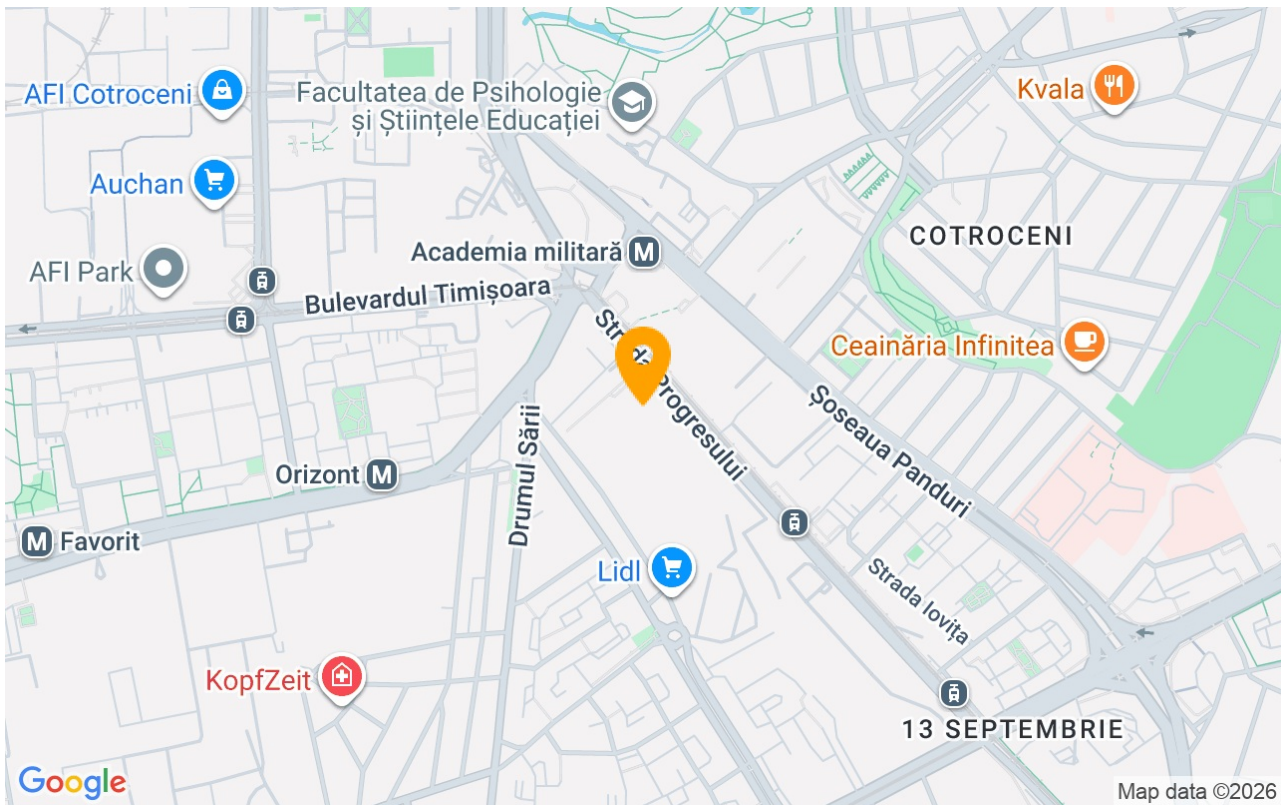 AFI Cotroceni
Facultatea de Psihologie
și Științele Educației
Kvala
Auchan
COTROCENI
Academia militară
M
AFI Park
Bulevardul Timișoara
Strada Progresului
Ceainăria Infinitea
Șoseaua Panduri
Drumul Sării
Orizont M
M Favorit
Lidl
Strada Iovița
KopfZeit
13 SEPTEMBRIE
Google
Map data ©2026